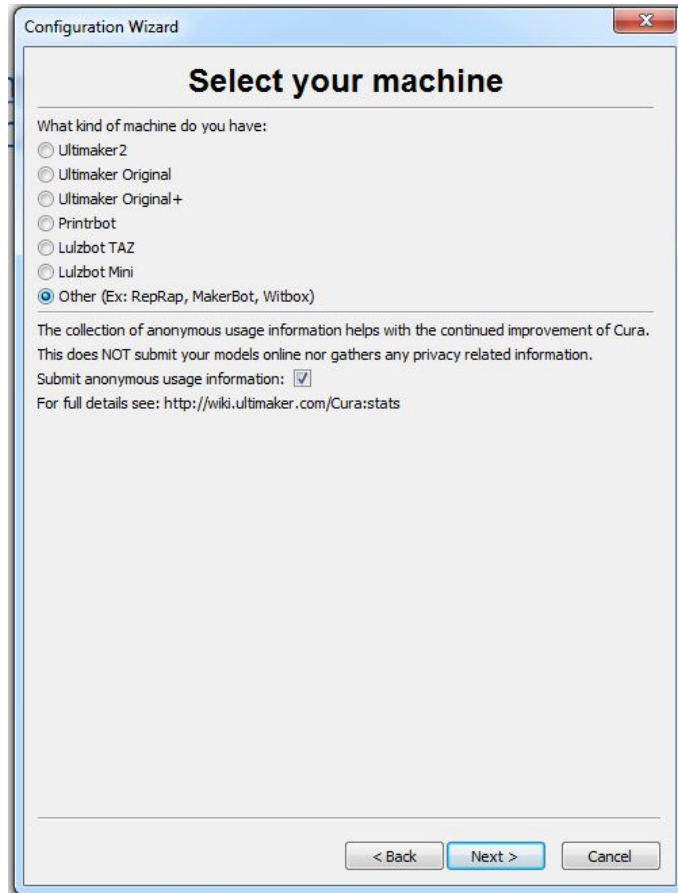 Configuration Wizard
Select your machine
What kind of machine do you have:
Ultimaker2
Ultimaker Original
Ultimaker Original+
Printrbot
Lulzbot TAZ
Lulzbot Mini
Other (Ex: RepRap, MakerBot, Witbox)
The collection of anonymous usage information helps with the continued improvement of Cura.
This does NOT submit your models online nor gathers any privacy related information.
Submit anonymous usage information:
For full details see: http://wiki.ultimaker.com/Cura:stats
< Back Next > Cancel